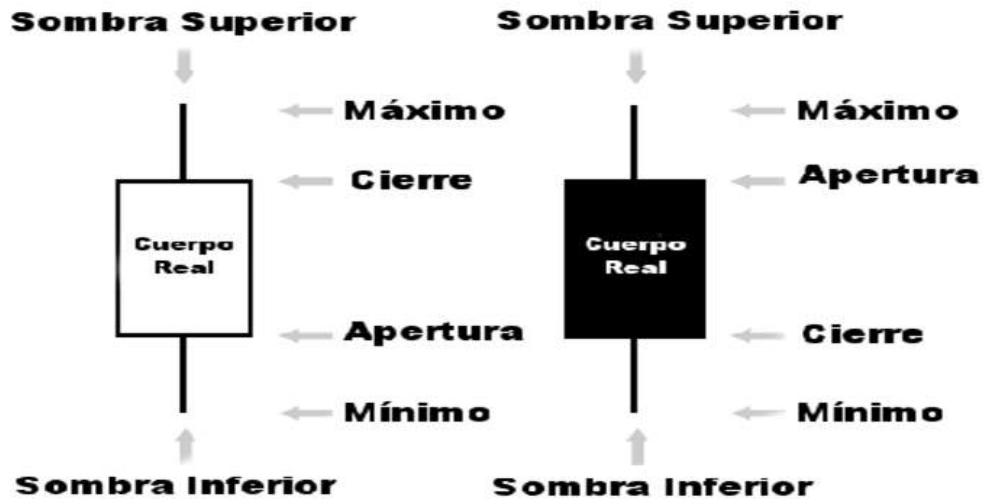 Sombra Superior
Máximo
Cierre
Cuerpo
Real
Apertura
Mínimo
Sombra Inferior
Sombra Superior
Máximo
Apertura
Cuerpo
Real
Cierre
Mínimo
Sombra Inferior